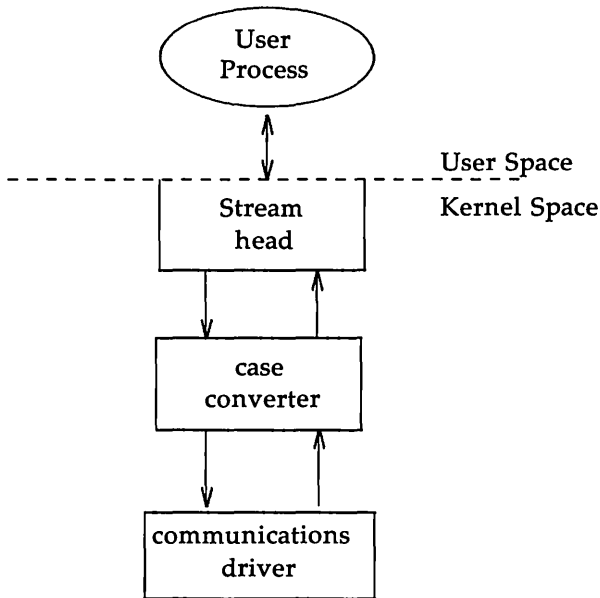 User
Process
User Space
Kernel Space
Stream
head
case
converter
communications
driver